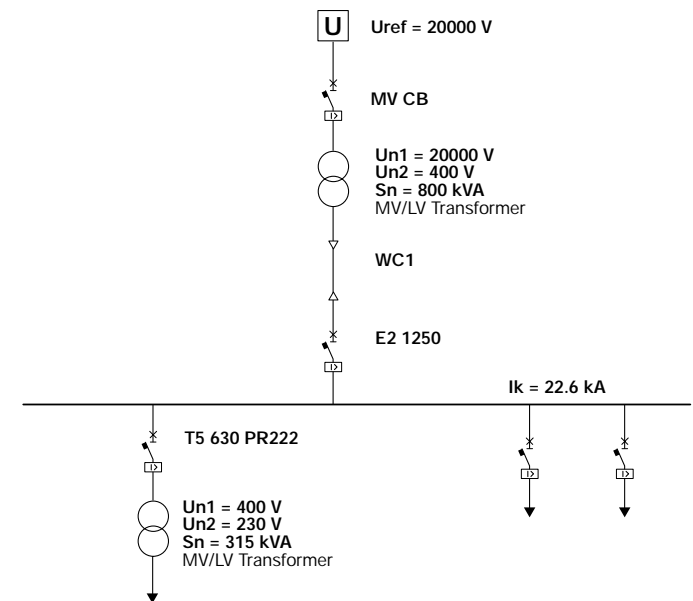 U
Uref = 20000 V
MV CB
I>
Un1 = 20000 V
Un2 = 400 V
Sn = 800 kVA
MV/LV Transformer
WC1
E2 1250
I>
Ik = 22.6 kA
T5 630 PR222
I>
I>
I>
Un1 = 400 V
Un2 = 230 V
Sn = 315 kVA
MV/LV Transformer